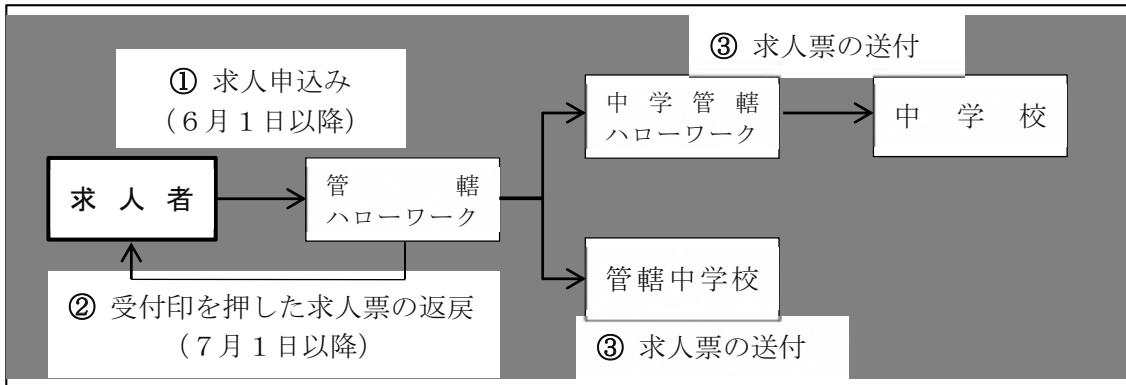 ① 求人申込み
（６月１日以降）
求 人 者
管 轄
ハローワーク
② 受付印を押した求人票の返戻
（７月１日以降）
③ 求人票の送付
中 学 管 轄
ハローワーク
中 学 校
管轄中学校
③ 求人票の送付